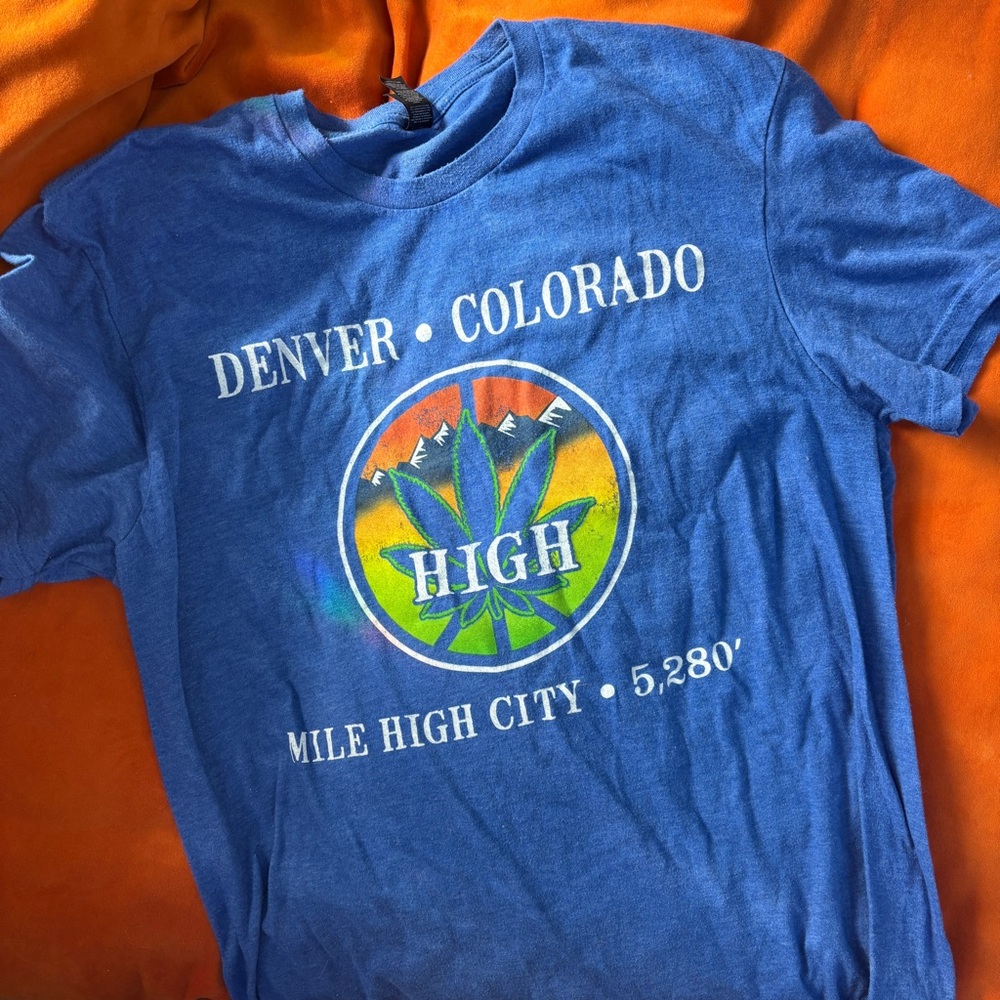 DENVER • COLORADO
HIGH
MILE HIGH CITY • 5,280'